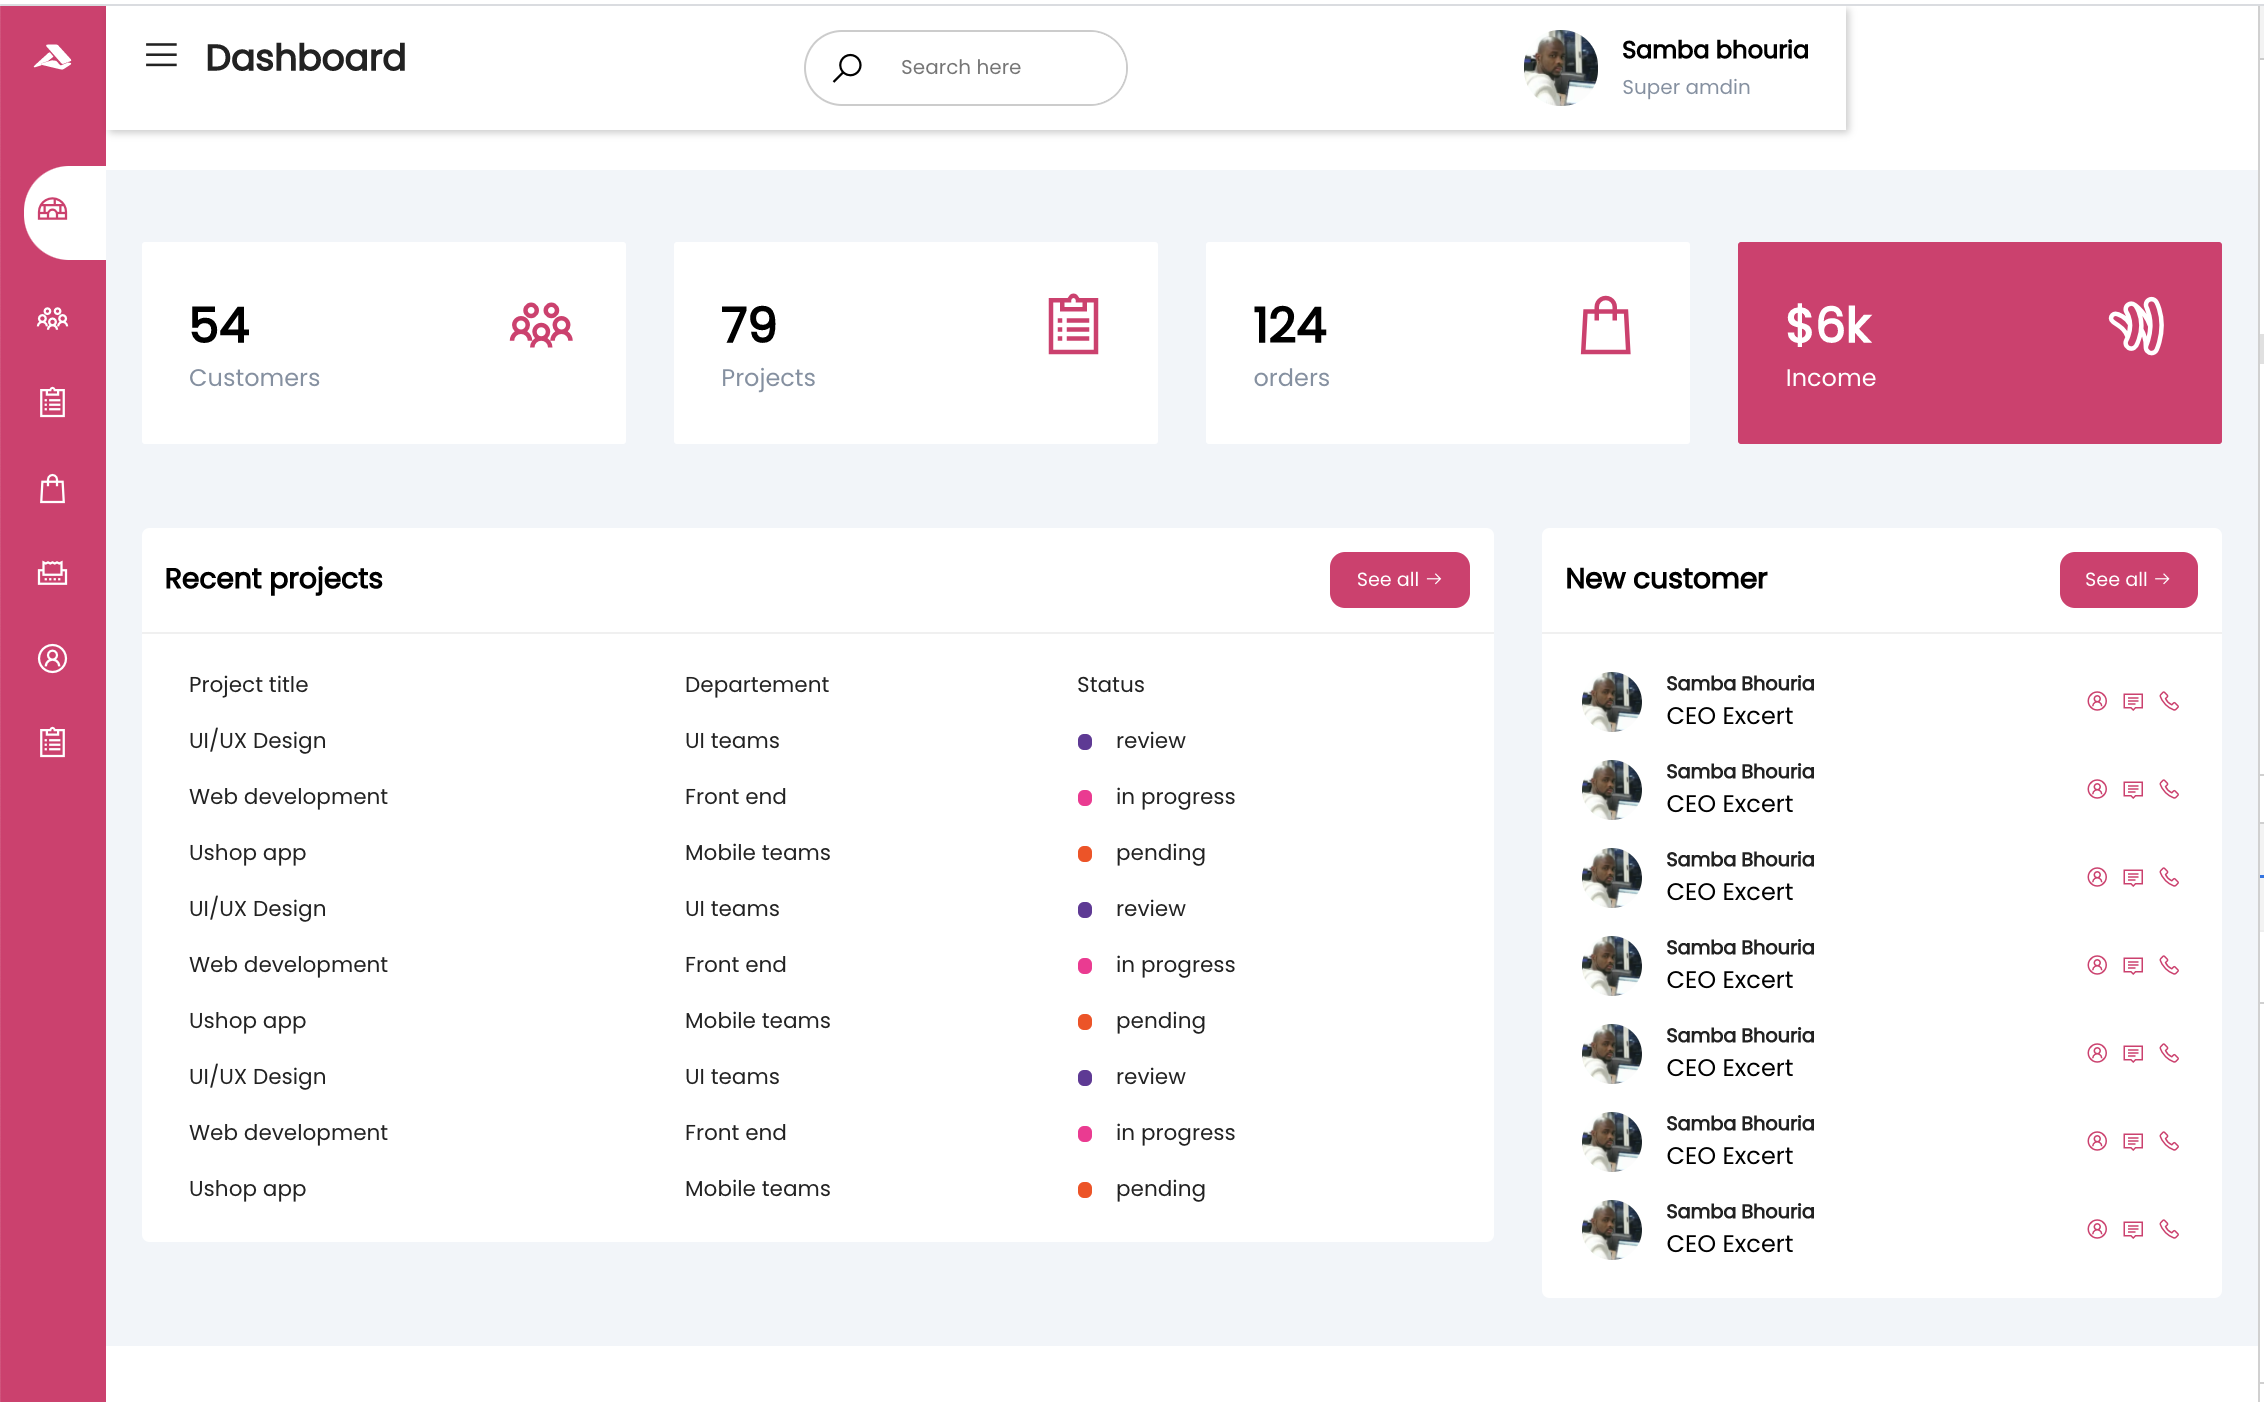 Dashboard
Search here
Samba bhouria
Super amdin
54
Customers
79
Projects
124
orders
$6k
Income
Recent projects
See all →
Project title Departement Status
UI/UX Design UI teams review
Web development Front end in progress
Ushop app Mobile teams pending
UI/UX Design UI teams review
Web development Front end in progress
Ushop app Mobile teams pending
UI/UX Design UI teams review
Web development Front end in progress
Ushop app Mobile teams pending
New customer
See all →
Samba Bhouria
CEO Excert
Samba Bhouria
CEO Excert
Samba Bhouria
CEO Excert
Samba Bhouria
CEO Excert
Samba Bhouria
CEO Excert
Samba Bhouria
CEO Excert
Samba Bhouria
CEO Excert